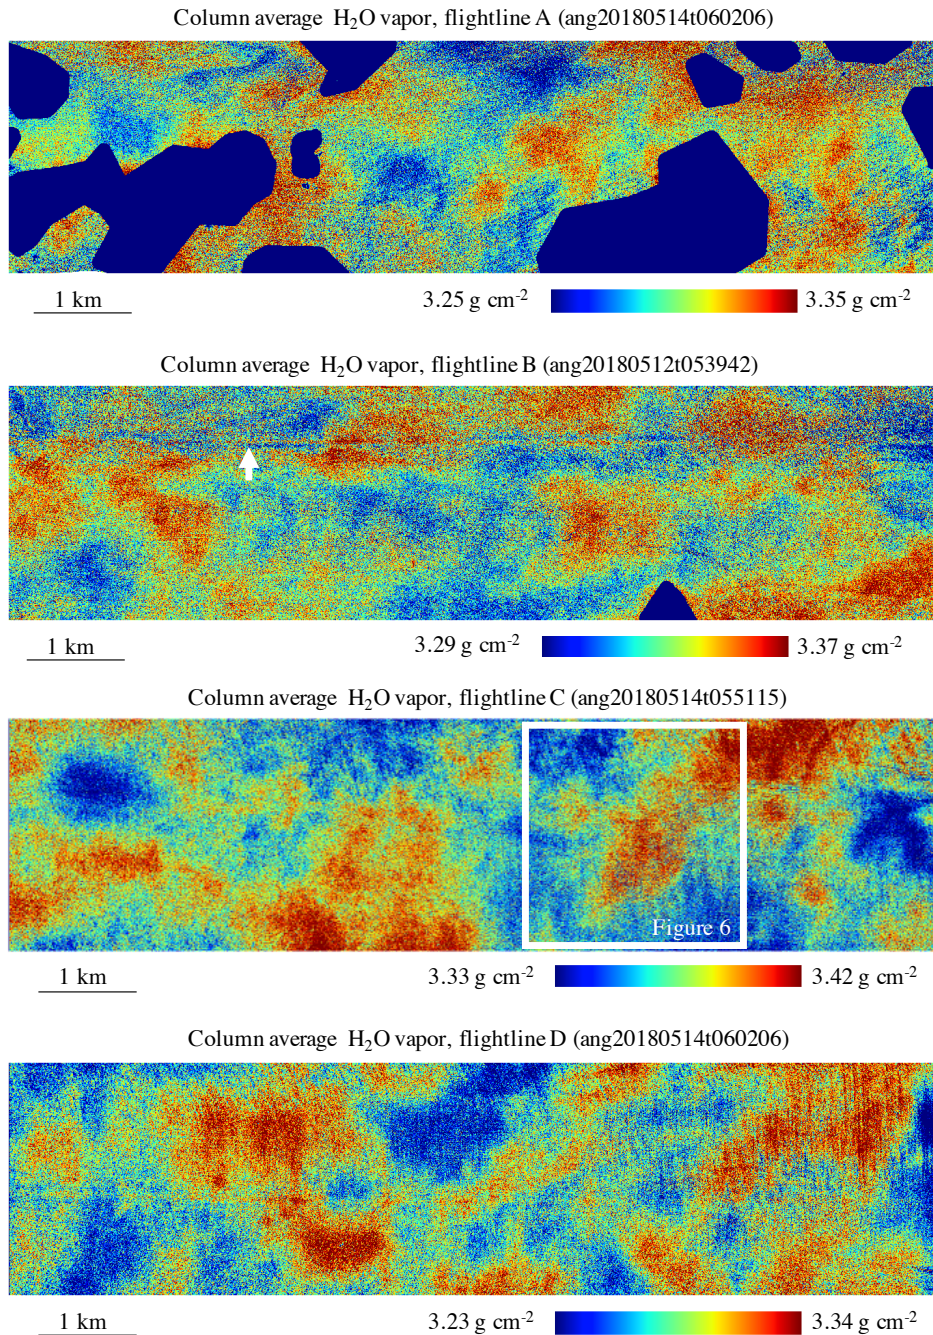 Column average H₂O vapor, flightline A (ang20180514t060206)
1 km 3.25 g cm⁻² 3.35 g cm⁻²
Column average H₂O vapor, flightline B (ang20180512t053942)
1 km 3.29 g cm⁻² 3.37 g cm⁻²
Column average H₂O vapor, flightline C (ang20180514t055115)
Figure 6
1 km 3.33 g cm⁻² 3.42 g cm⁻²
Column average H₂O vapor, flightline D (ang20180514t060206)
1 km 3.23 g cm⁻² 3.34 g cm⁻²